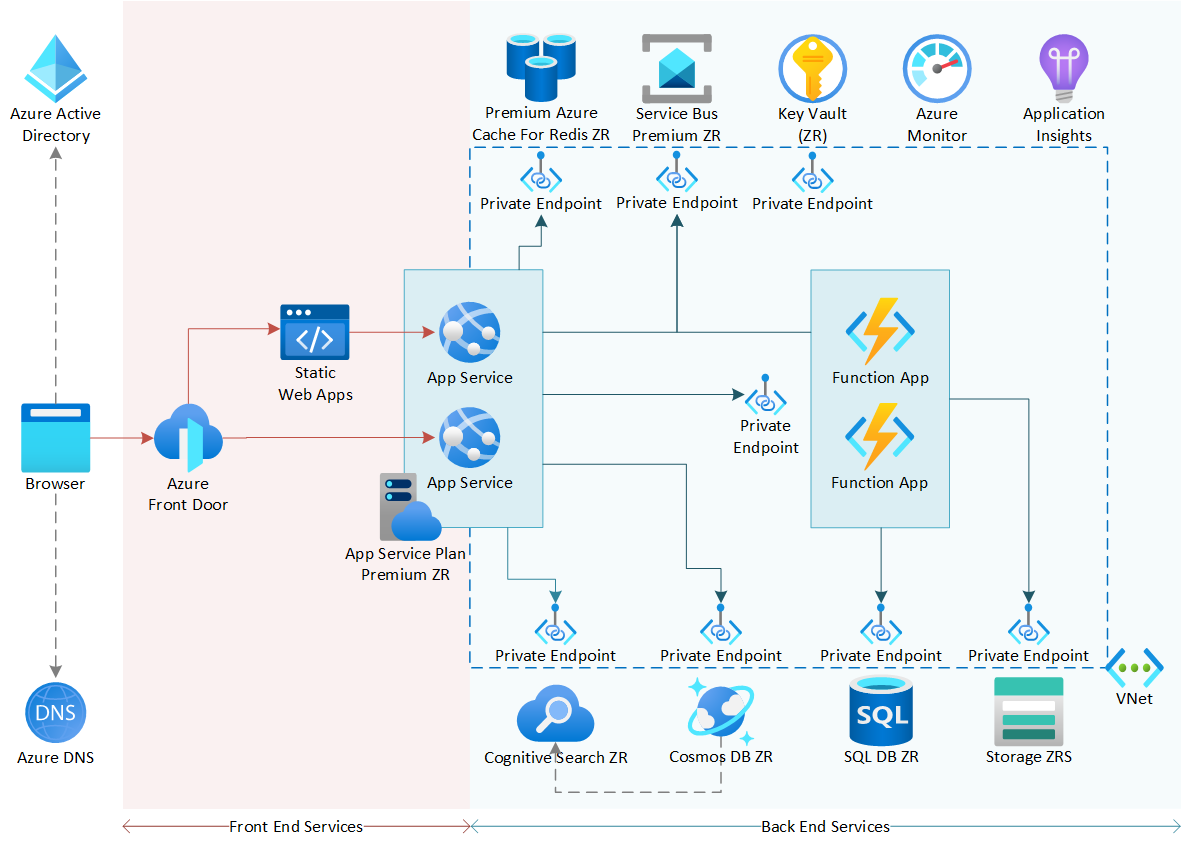 Azure Active
Directory
Premium Azure
Cache For Redis ZR
Service Bus
Premium ZR
Key Vault
(ZR)
Azure
Monitor
Application
Insights
Private Endpoint
Private Endpoint
Private Endpoint
Static
Web Apps
App Service
Function App
Private
Endpoint
Browser
Azure
Front Door
App Service
Function App
App Service Plan
Premium ZR
Private Endpoint
Private Endpoint
Private Endpoint
Private Endpoint
VNet
DNS
Azure DNS
SQL
Cognitive Search ZR
Cosmos DB ZR
SQL DB ZR
Storage ZRS
Front End Services
Back End Services